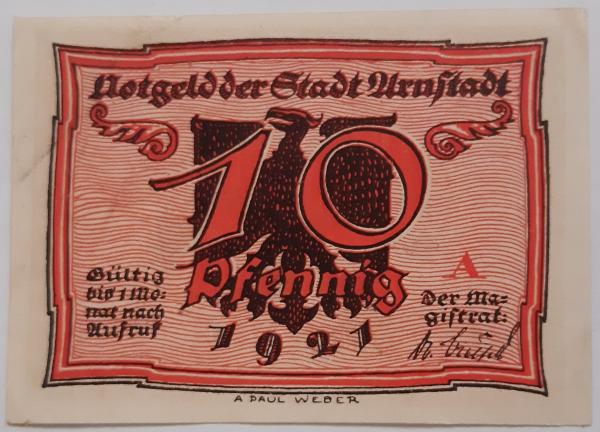 Notgeld der Stadt Arnstadt
10
Pfennig
1921
Gültig
bis 1 Mo-
nat nach
Aufruf
A
Der Ma-
gistrat:
A PAUL WEBER